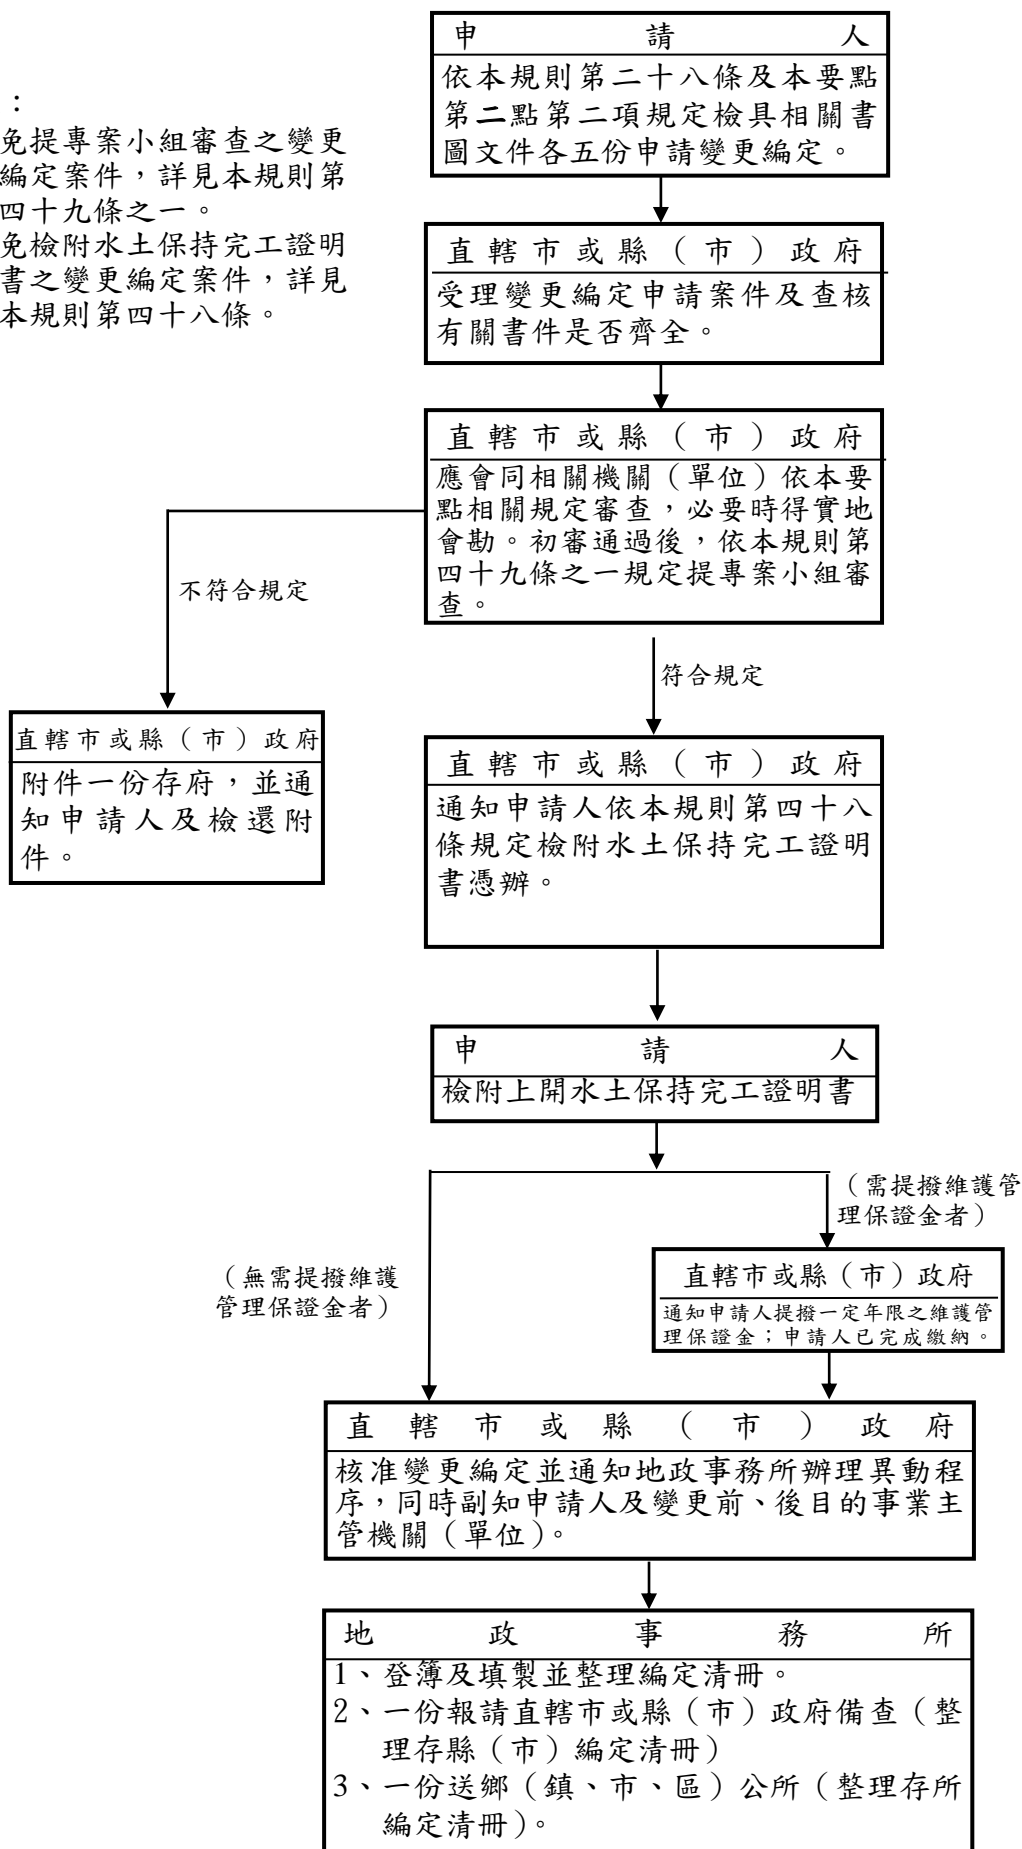 申請人
依本規則第二十八條及本要點
第二點第二項規定檢具相關書
圖文件各五份申請變更編定。
：
免提專案小組審查之變更
編定案件，詳見本規則第
四十九條之一。
免檢附水土保持完工證明
書之變更編定案件，詳見
本規則第四十八條。
直轄市或縣（市）政府
受理變更編定申請案件及查核
有關書件是否齊全。
直轄市或縣（市）政府
應會同相關機關（單位）依本要
點相關規定審查，必要時得實地
會勘。初審通過後，依本規則第
四十九條之一規定提專案小組審
查。
不符合規定
符合規定
直轄市或縣（市）政府
附件一份存府，並通
知申請人及檢還附
件。
直轄市或縣（市）政府
通知申請人依本規則第四十八
條規定檢附水土保持完工證明
書憑辦。
申請人
檢附上開水土保持完工證明書
（需提撥維護管
理保證金者）
（無需提撥維護
管理保證金者）
直轄市或縣（市）政府
通知申請人提撥一定年限之維護管
理保證金；申請人已完成繳納。
直轄市或縣（市）政府
核准變更編定並通知地政事務所辦理異動程
序，同時副知申請人及變更前、後目的事業主
管機關（單位）。
地政事務所
1、登簿及填製並整理編定清冊。
2、一份報請直轄市或縣（市）政府備查（整
理存縣（市）編定清冊）
3、一份送鄉（鎮、市、區）公所（整理存所
編定清冊）。